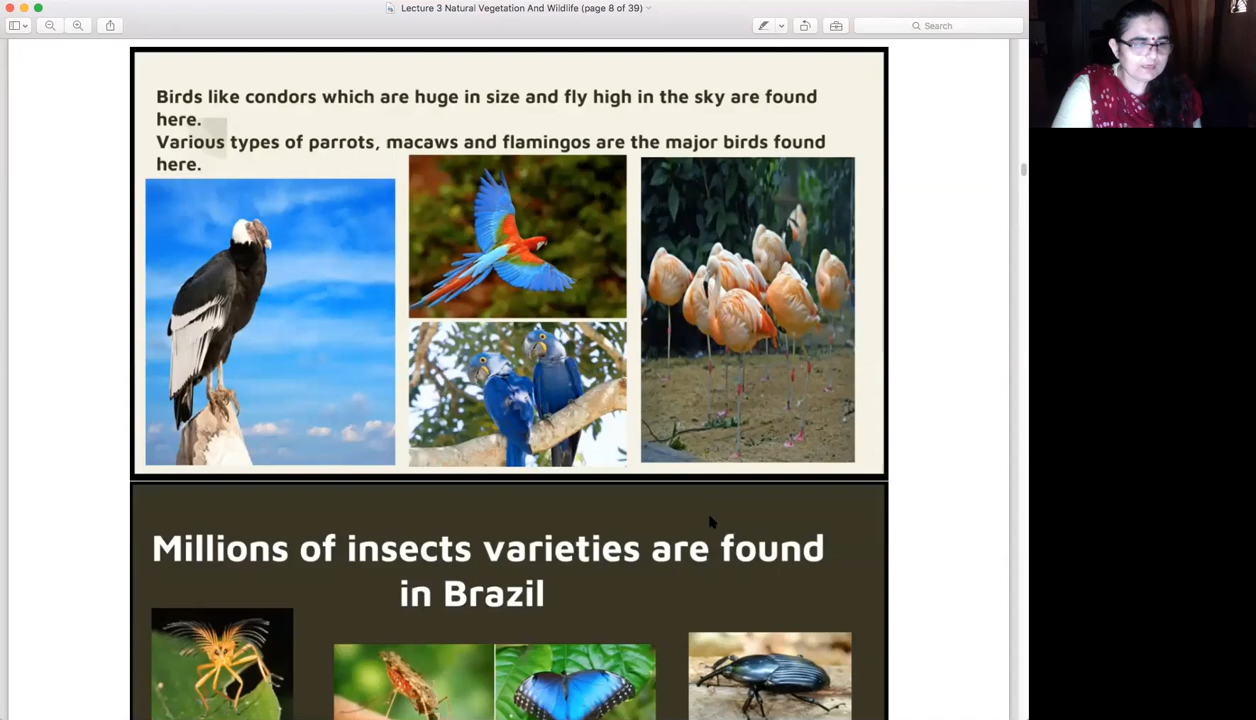 Lecture 3 Natural Vegetation And Wildlife (page 8 of 39)
Search
Birds like condors which are huge in size and fly high in the sky are found
here.
Various types of parrots, macaws and flamingos are the major birds found
here.
Millions of insects varieties are found
in Brazil